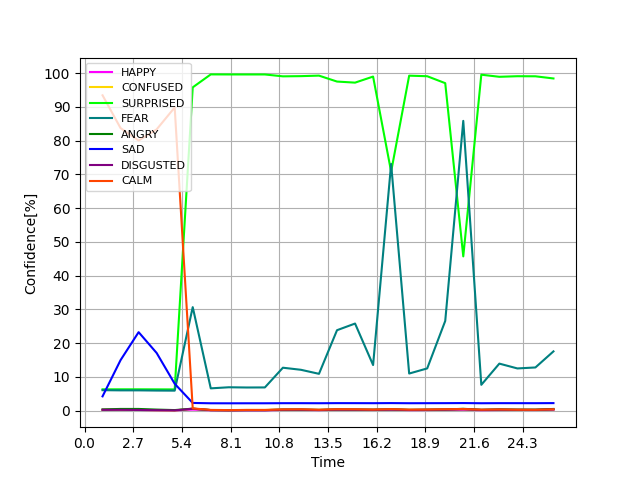 HAPPY
CONFUSED
SURPRISED
FEAR
ANGRY
SAD
DISGUSTED
CALM
Confidence[%]
100
90
80
70
60
50
40
30
20
10
0
0.0 2.7 5.4 8.1 10.8 13.5 16.2 18.9 21.6 24.3
Time